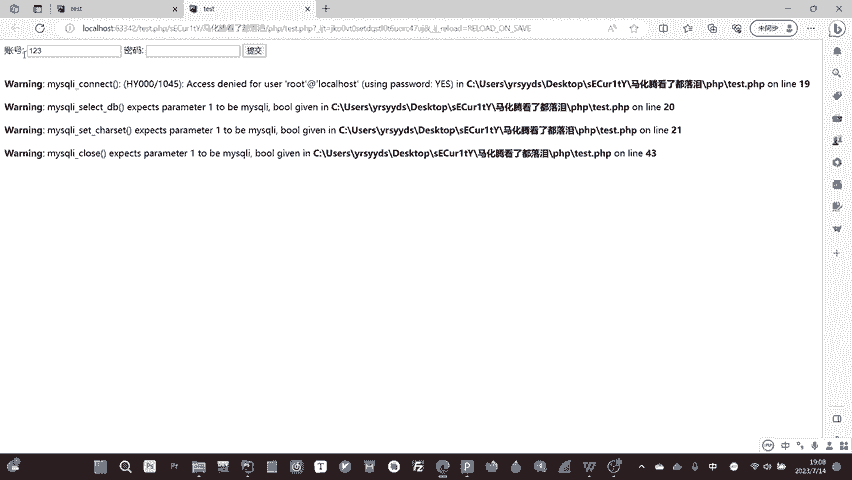 test
test
localhost:63342/test.php/sECur1tY/马化腾看了都落泪/php/test.php?
=RELOAD_ON_SAVE
账号: 123 密码: 提交
Warning: mysqli_connect(): (HY000/1045): Access denied for user 'root'@'localhost' (using password: YES) in C:\Users\yrsyyds\Desktop\sECur1tY\马化腾看了都落泪\php\test.php on line 19
Warning: mysqli_select_db() expects parameter 1 to be mysqli, bool given in C:\Users\yrsyyds\Desktop\sECur1tY\马化腾看了都落泪\php\test.php on line 20
Warning: mysqli_set_charset() expects parameter 1 to be mysqli, bool given in C:\Users\yrsyyds\Desktop\sECur1tY\马化腾看了都落泪\php\test.php on line 21
Warning: mysqli_close() expects parameter 1 to be mysqli, bool given in C:\Users\yrsyyds\Desktop\sECur1tY\马化腾看了都落泪\php\test.php on line 43
中
Ps Pr T P 中 19:08
2023/7/14